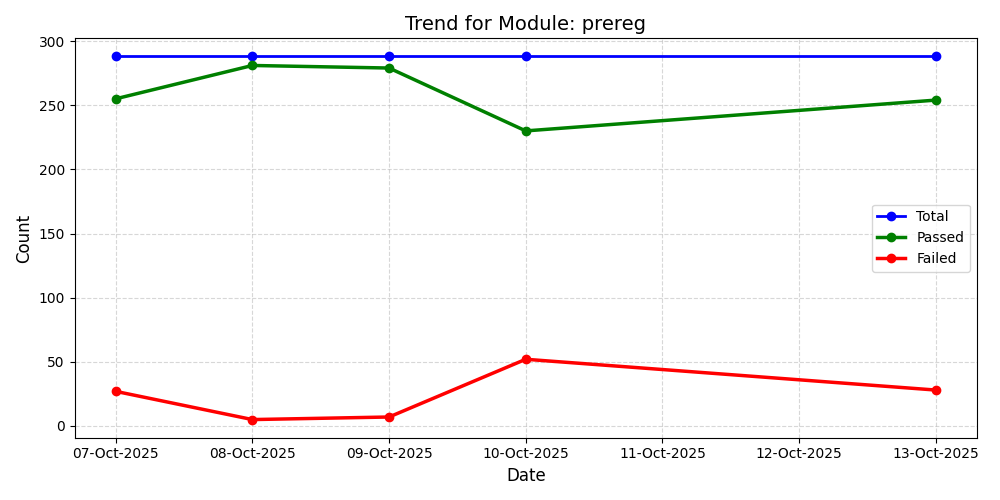 Trend for Module: prereg
300
250
200
150
100
50
0
Count
Total
Passed
Failed
07-Oct-2025 08-Oct-2025 09-Oct-2025 10-Oct-2025 11-Oct-2025 12-Oct-2025 13-Oct-2025
Date